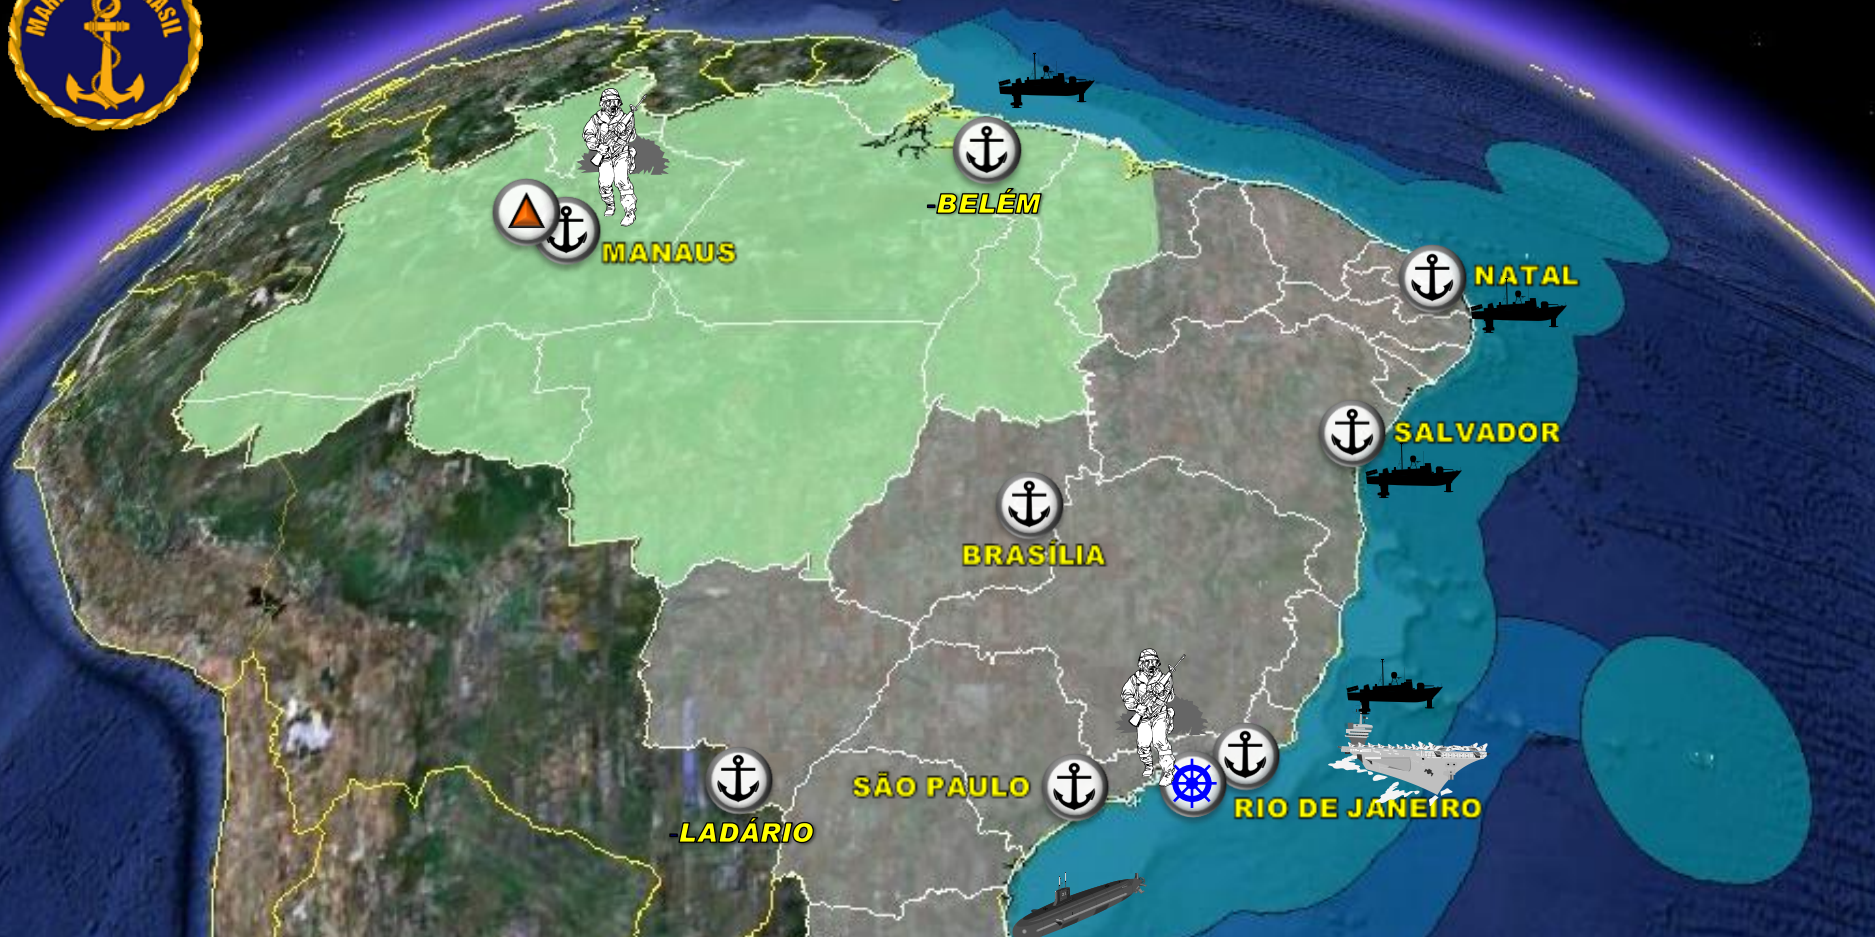 -BELÉM
MANAUS
NATAL
SALVADOR
BRASÍLIA
SÃO PAULO
RIO DE JANEIRO
-LADÁRIO